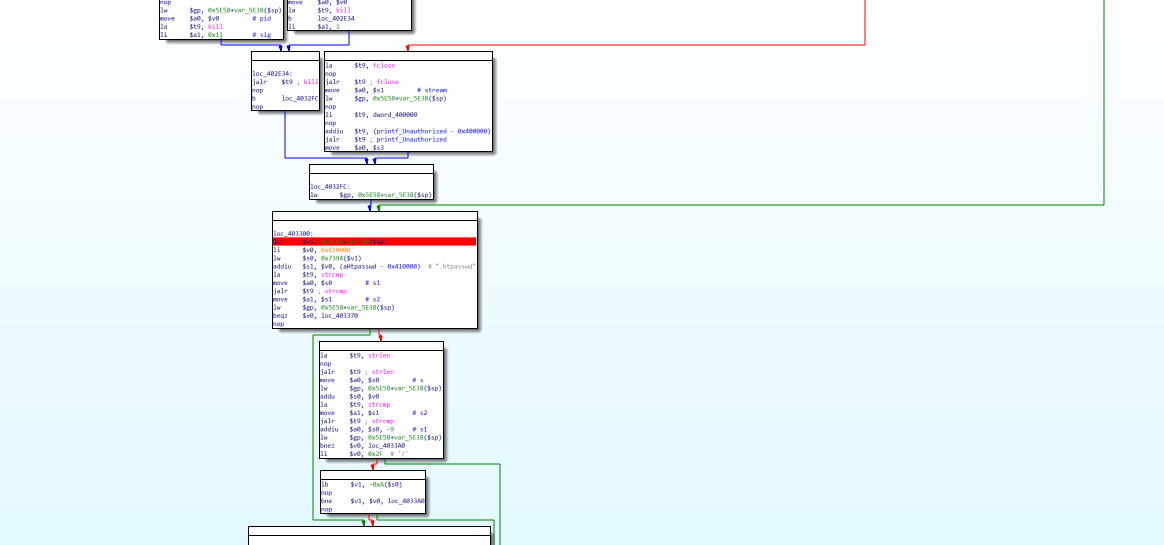 nop
lw $gp, 0x5E58+var_5E38($sp)
move $a0, $v0 # pid
la $t9, kill
li $a1, 0x11 # sig
move $a0, $v0
la $t9, kill
b loc_402E34
li $a1, 1
loc_402E34:
jalr $t9 ; kill
nop
b loc_4032FC
nop
la $t9, fclose
nop
jalr $t9 ; fclose
move $a0, $s1 # stream
lw $gp, 0x5E58+var_5E38($sp)
nop
li $t9, dword_400000
nop
addiu $t9, (printf_Unauthorized - 0x400000)
jalr $t9 ; printf_Unauthorized
move $a0, $s3
loc_4032FC:
lw $gp, 0x5E58+var_5E38($sp)
loc_403300:
li $v0, 0x410000
lw $s0, 0x7394($v1)
addiu $s1, $v0, (aHtpasswd - 0x410000) # ".htpasswd"
la $t9, strcmp
move $a0, $s0 # s1
jalr $t9 ; strcmp
move $a1, $s1 # s2
lw $gp, 0x5E58+var_5E38($sp)
beqz $v0, loc_403370
nop
la $t9, strlen
nop
jalr $t9 ; strlen
move $a0, $s0 # s
lw $gp, 0x5E58+var_5E38($sp)
addu $s0, $v0
la $t9, strcmp
move $a1, $s1 # s2
jalr $t9 ; strcmp
addiu $a0, $s0, -9 # s1
lw $gp, 0x5E58+var_5E38($sp)
bnez $v0, loc_4033A0
li $v0, 0x2F # '/'
lb $v1, -0xA($s0)
nop
bne $v1, $v0, loc_4033A0
nop